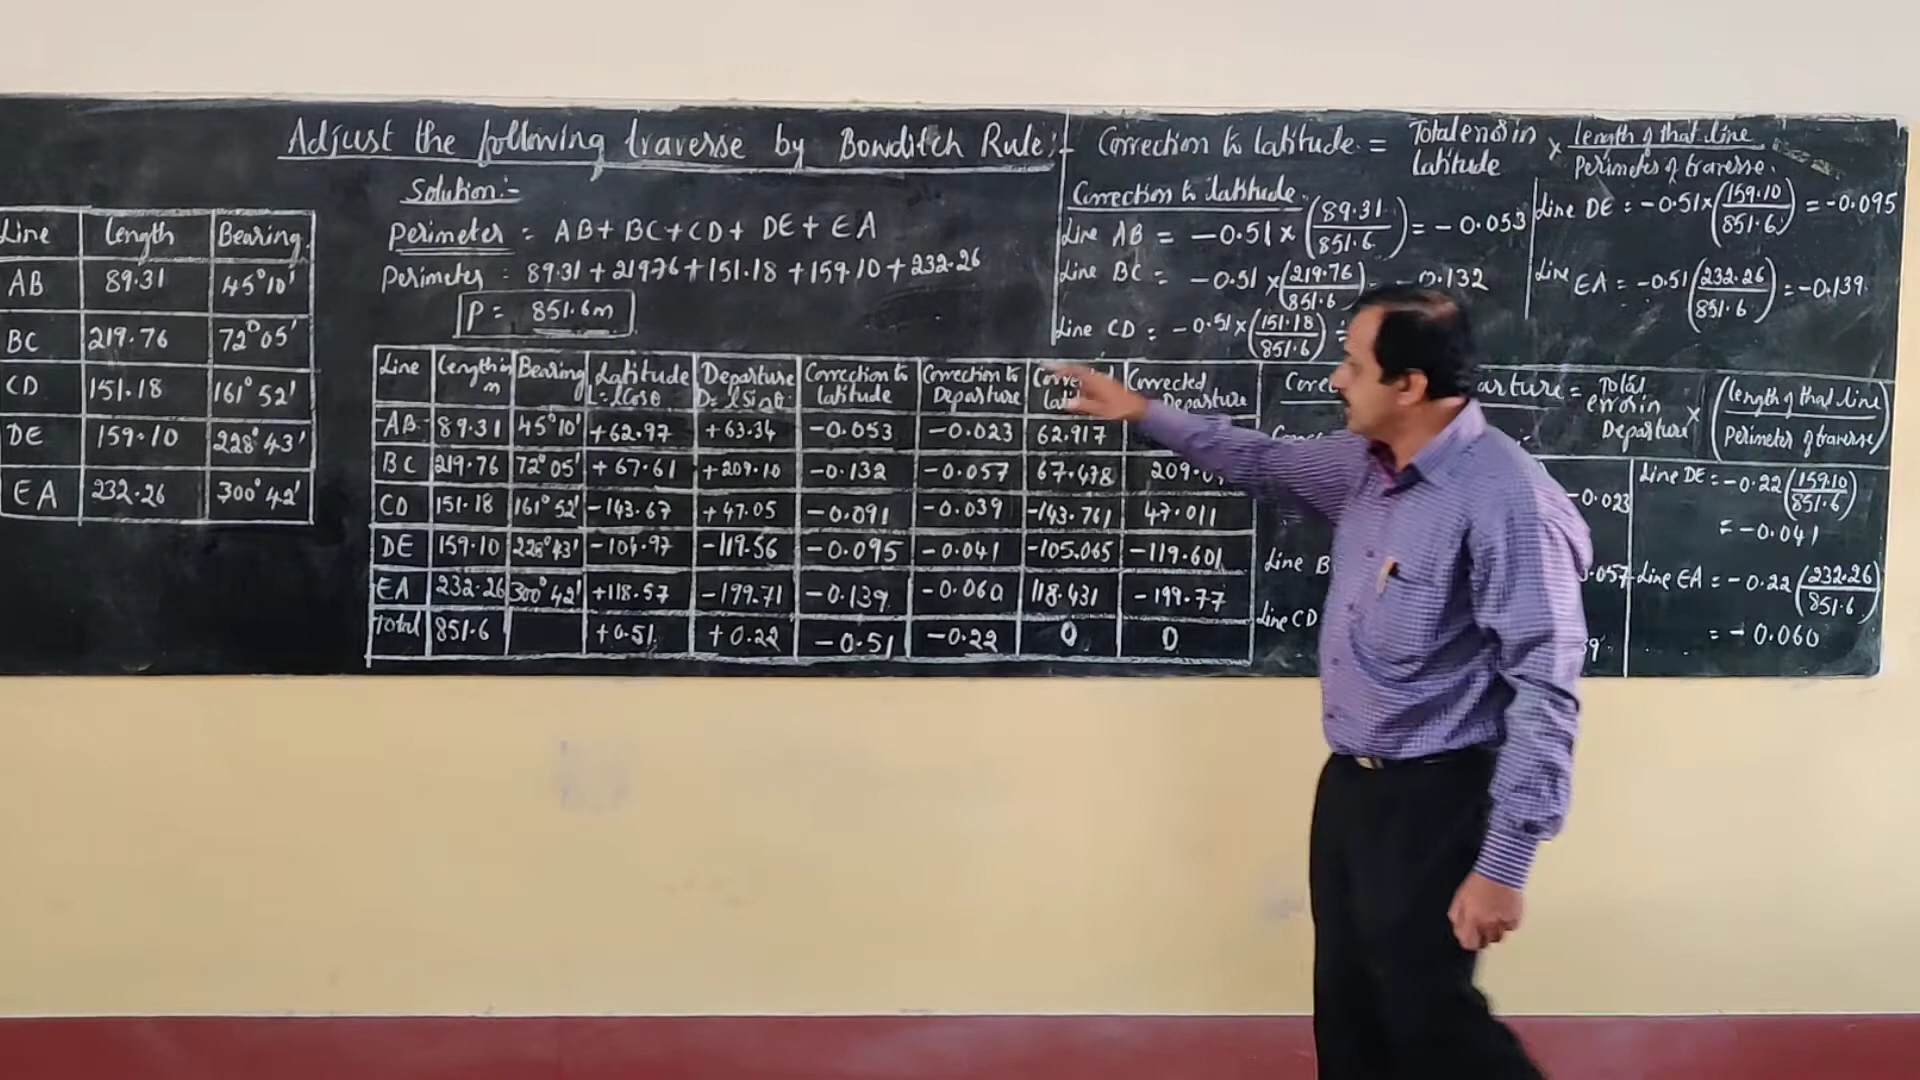 Adjust the following traverse by Bowditch Rule:-
Line Length Bearing.
AB 89.31 45°10'
BC 219.76 72°05'
CD 151.18 161°52'
DE 159.10 228°43'
EA 232.26 300°42'
Solution:-
Perimeter = AB+ BC+CD+ DE+ EA
Perimeter = 89.31+219.76+151.18+159.10+232.26
P = 851.6m
Line Length in m Bearing Latitude L=lcosθ Departure D=lsinθ Correction to latitude Correction to Departure Corrected Corrected Departure
AB 89.31 45°10' +62.97 +63.34 -0.053 -0.023 62.917
BC 219.76 72°05' +67.61 +209.10 -0.132 -0.057 67.478
CD 151.18 161°52' -143.67 +47.05 -0.091 -0.039 -143.761 47.011
DE 159.10 228°43' -104.97 -119.56 -0.095 -0.041 -105.065 -119.601
EA 232.26 300°42' +118.57 -199.71 -0.139 -0.060 118.431 -199.77
Total 851.6 +0.51 +0.22 -0.51 -0.22 0 0
Correction to latitude = Total error in latitude × length of that line / Perimeter of traverse.
Correction to latitude.
Line AB = -0.51× (89.31/851.6) = -0.053
Line BC = -0.51 ×(219.76/851.6) 0.132
Line CD = -0.51×(151.18/851.6) =
Line DE = -0.51×(159.10/851.6) = -0.095
Line EA = -0.51(232.26/851.6) = -0.139
= Total error in Departure × (length of that line / Perimeter of traverse)
-0.023
Line
.057
Line CD
Line DE = -0.22(159.10/851.6)
= -0.041
Line EA = -0.22(232.26/851.6)
= -0.060